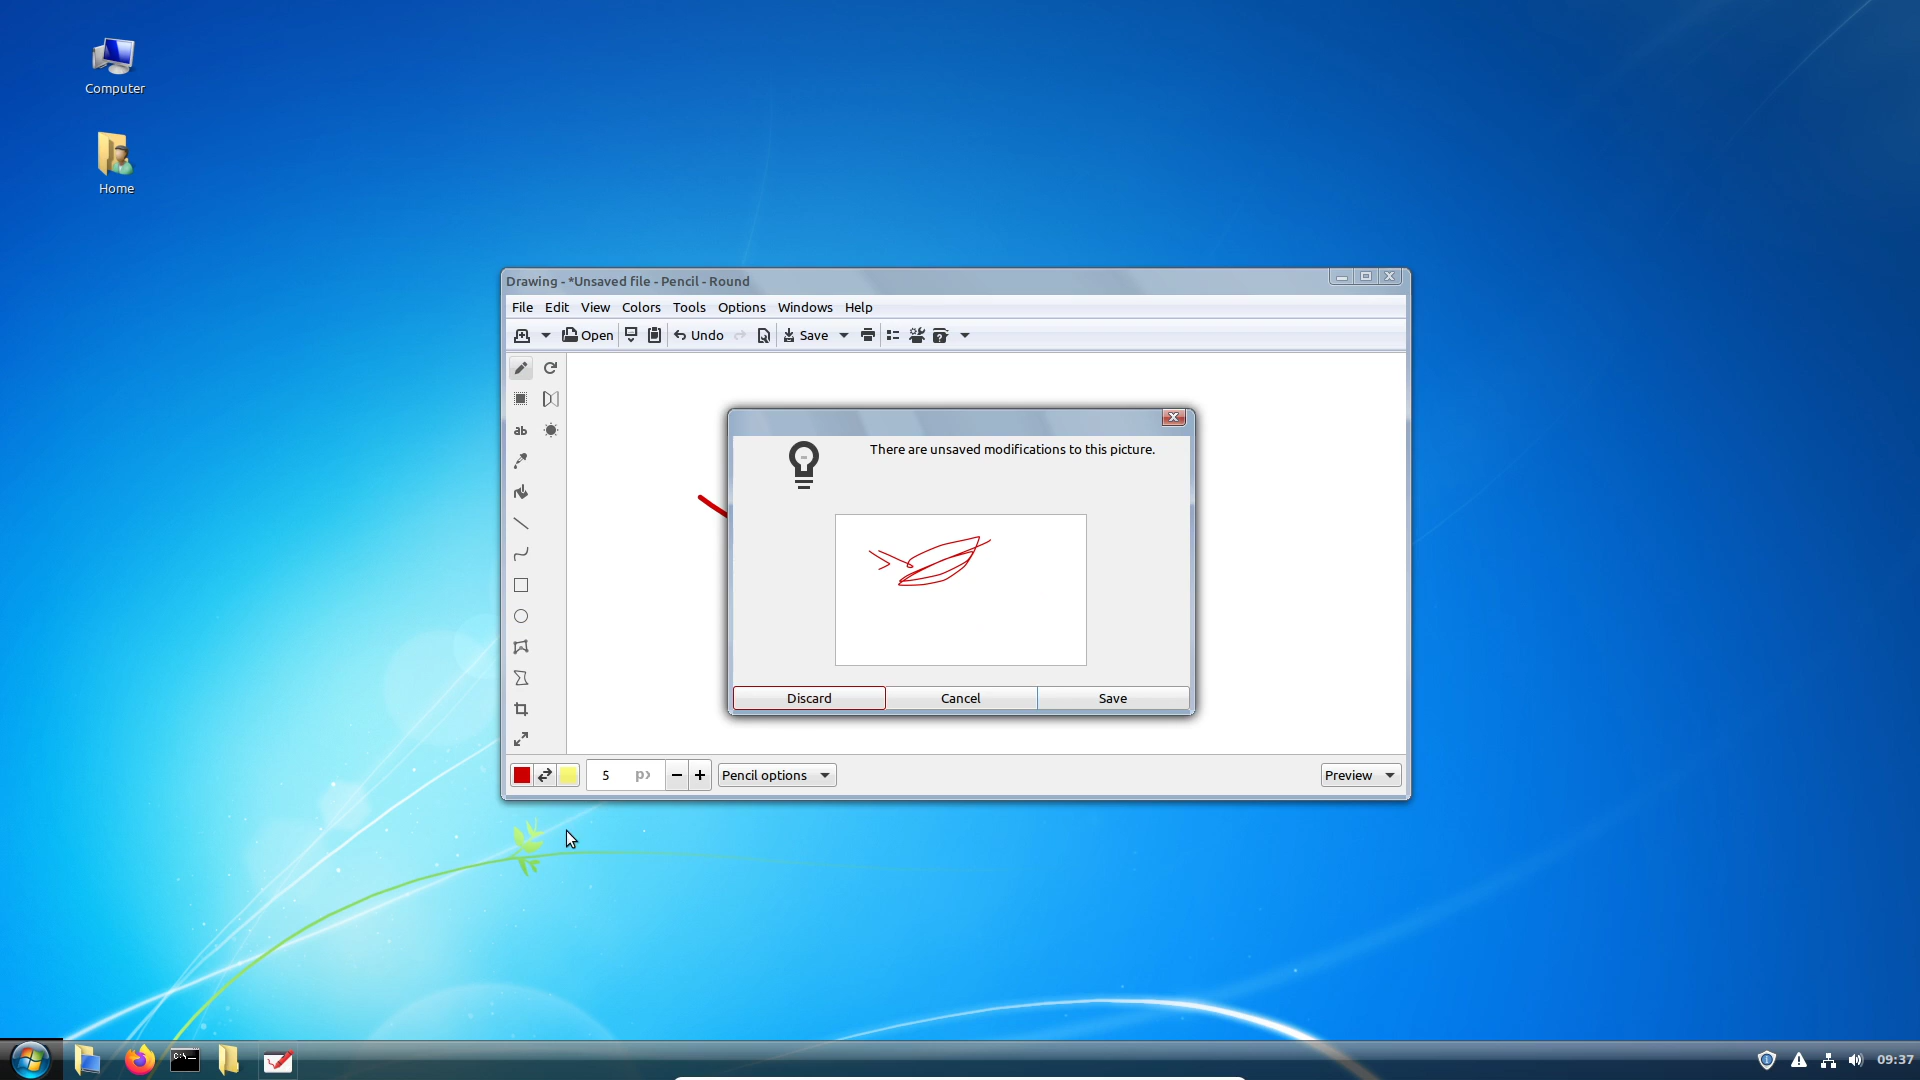 Computer
Home
Drawing - *Unsaved file - Pencil - Round
File Edit View Colors Tools Options Windows Help
Open Undo Save
There are unsaved modifications to this picture.
ab
Discard Cancel Save
5 Pencil options Preview
09:37